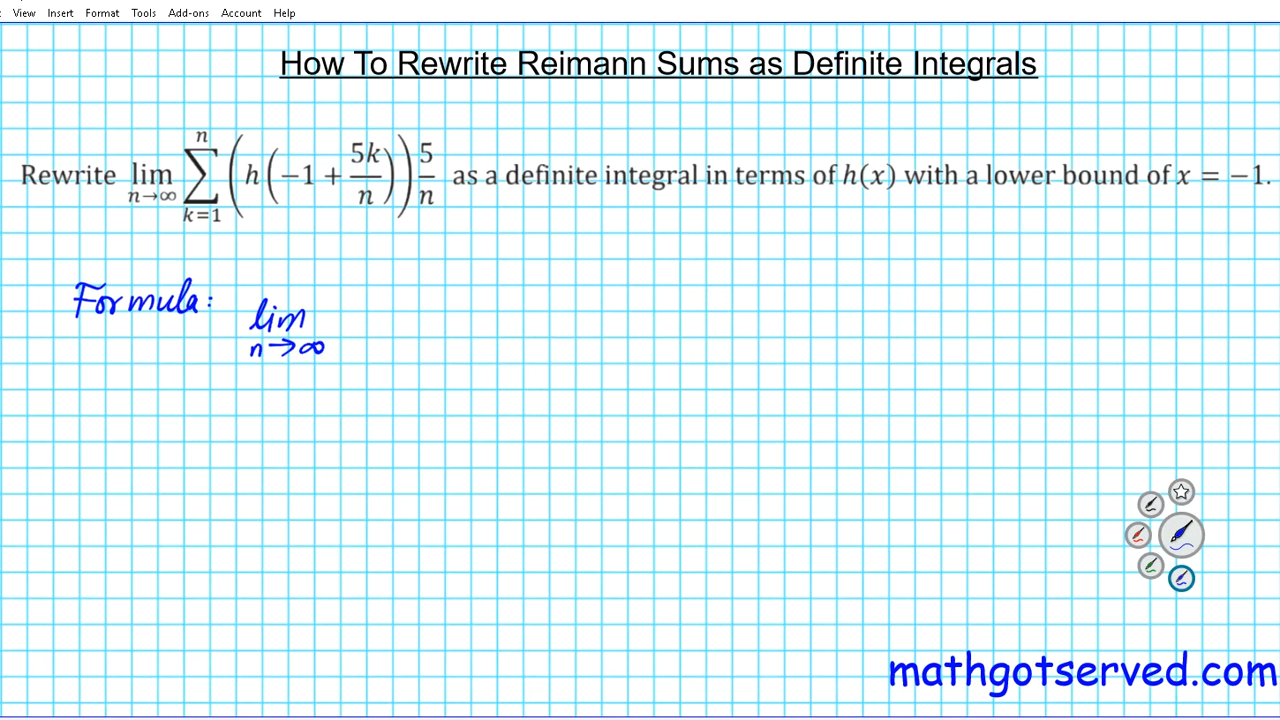 View Insert Format Tools Add-ons Account Help
How To Rewrite Reimann Sums as Definite Integrals
Rewrite lim n→∞ ∑ k=1 n (h(−1 + 5k/n)) 5/n as a definite integral in terms of h(x) with a lower bound of x = −1.
Formula: lim
n→∞
mathgotserved.com